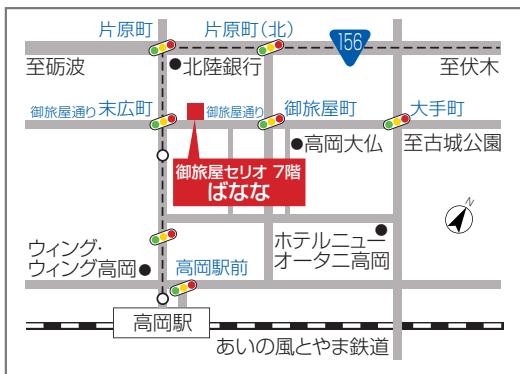 片原町
片原町(北)
156
至砺波
北陸銀行
至伏木
御旅屋通り
末広町
御旅屋通り
御旅屋町
大手町
高岡大仏
至古城公園
御旅屋セリオ 7階
ばなな
N
ウィング・
ウィング高岡
高岡駅前
ホテルニュー
オータニ高岡
高岡駅
あいの風とやま鉄道